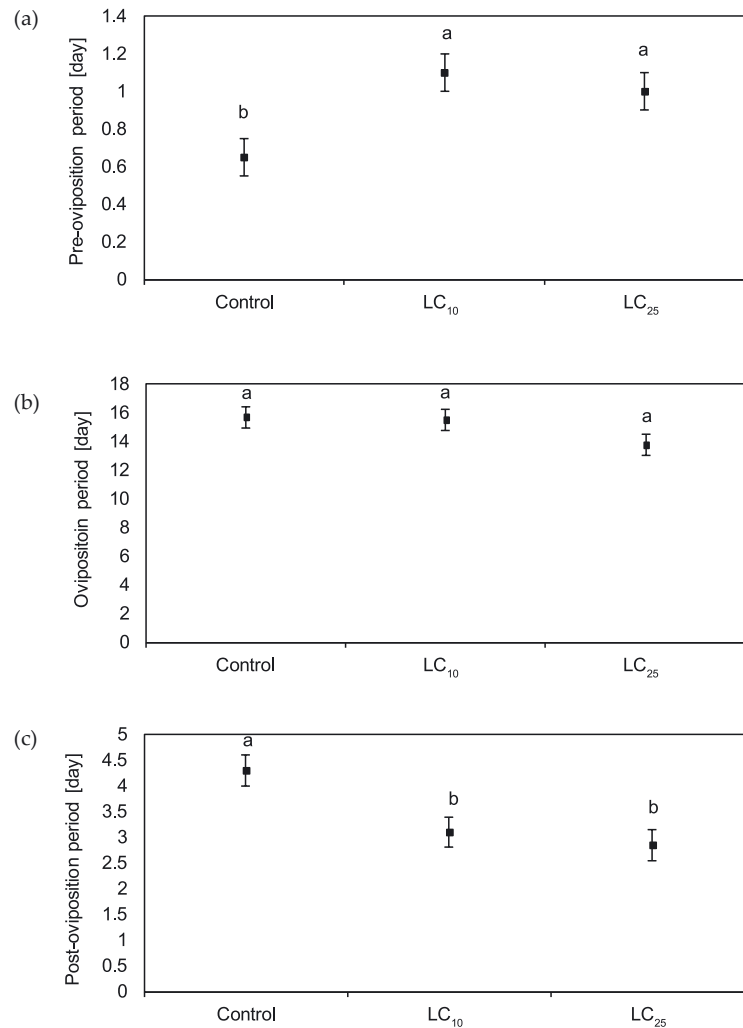 (a)
Pre-oviposition period [day]
1.4
1.2
1
0.8
0.6
0.4
0.2
0
b
a
a
Control
LC₁₀
LC₂₅
(b)
Ovipositoin period [day]
18
16
14
12
10
8
6
4
2
0
a
a
a
Control
LC₁₀
LC₂₅
(c)
Post-oviposition period [day]
5
4.5
4
3.5
3
2.5
2
1.5
1
0.5
0
a
b
b
Control
LC₁₀
LC₂₅